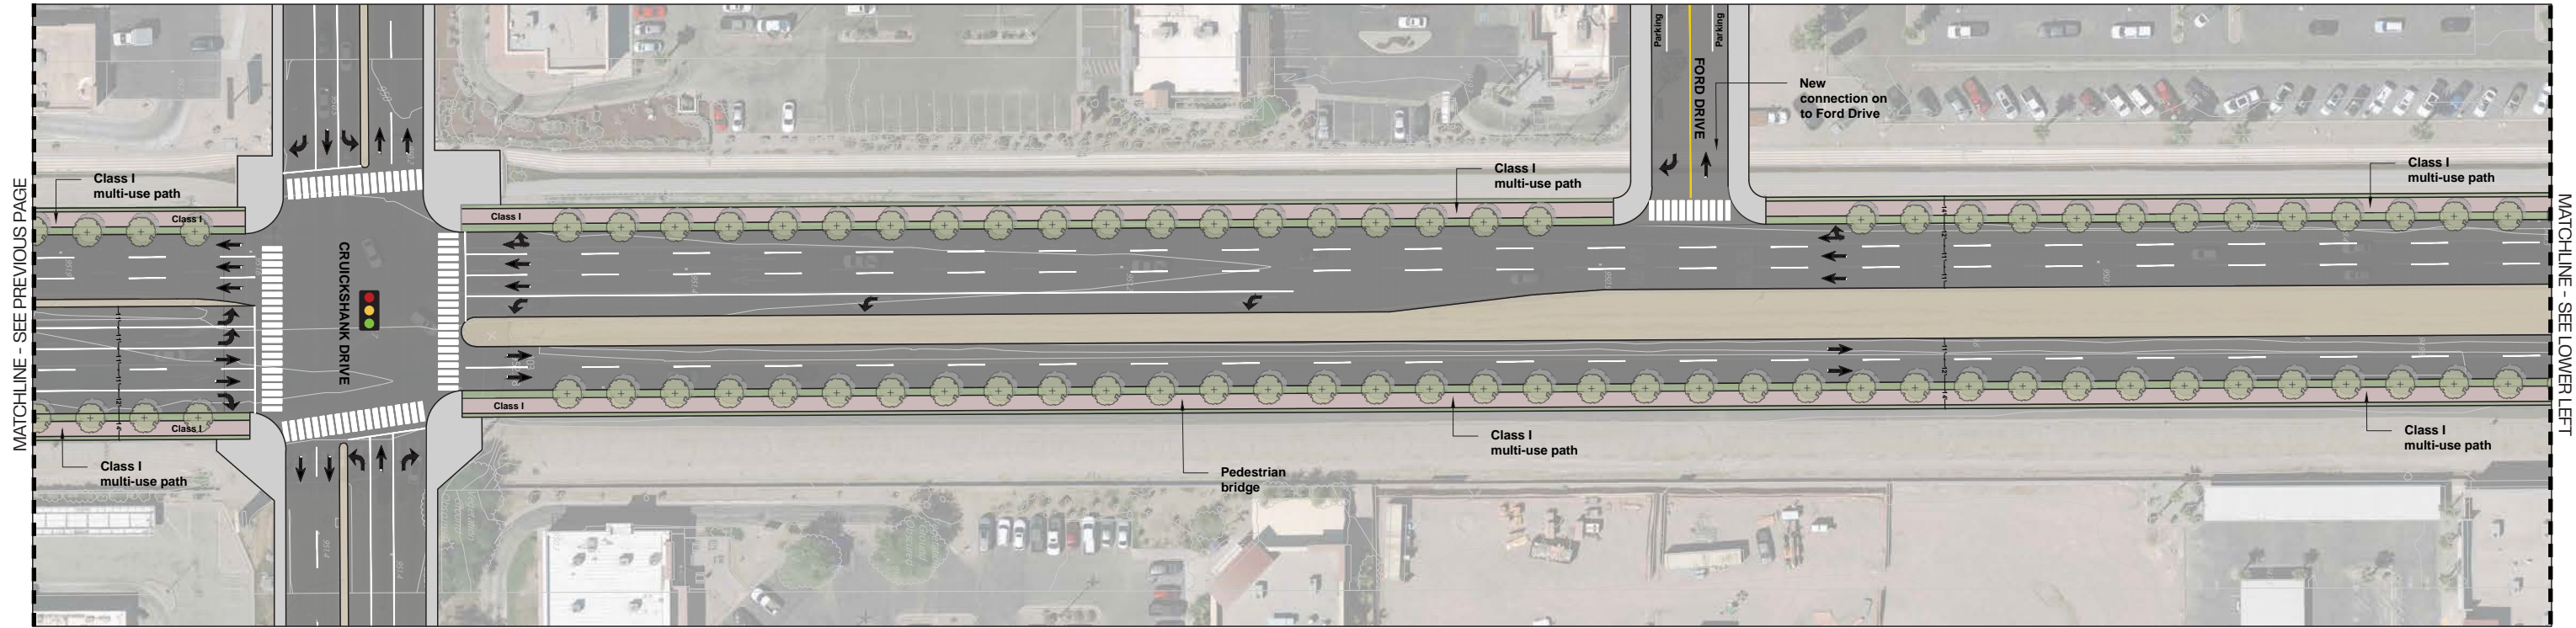 MATCHLINE - SEE PREVIOUS PAGE
Class I
multi-use path
Class I
Class I
Class I
multi-use path
CRUICKSHANK DRIVE
Class I
Class I
Class I
multi-use path
Parking
Parking
FORD DRIVE
New
connection on
to Ford Drive
Class I
multi-use path
Pedestrian
bridge
Class I
multi-use path
Class I
multi-use path
MATCHLINE - SEE LOWER LEFT